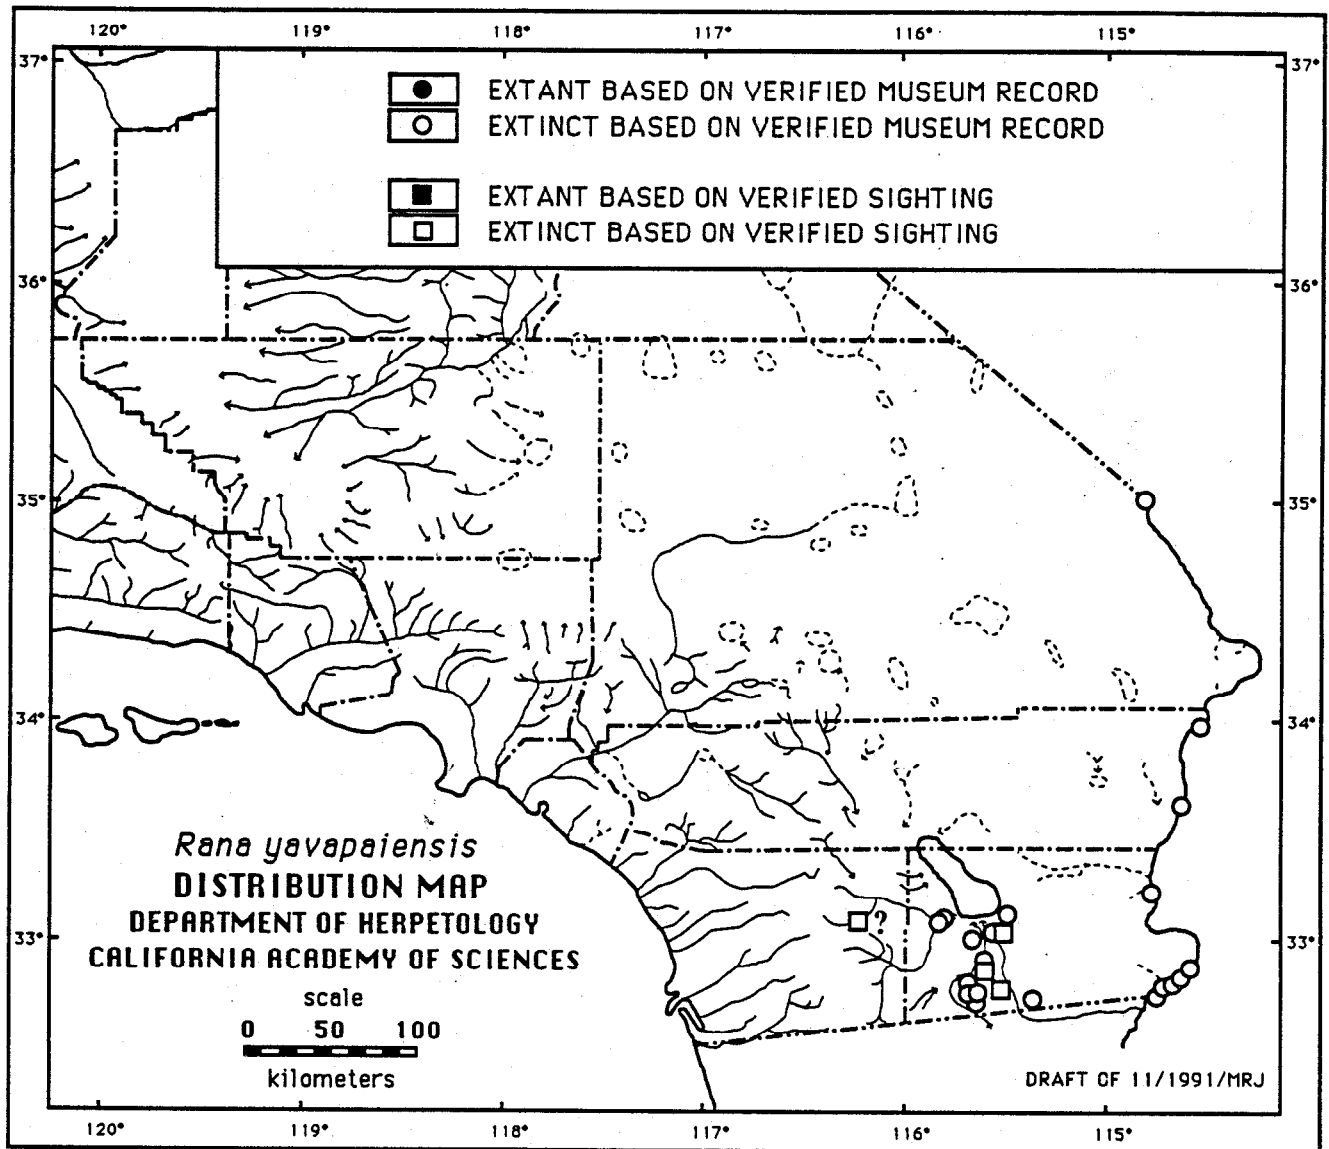 120° 119° 118° 117° 116° 115°
37° 37°
EXTANT BASED ON VERIFIED MUSEUM RECORD
EXTINCT BASED ON VERIFIED MUSEUM RECORD
EXTANT BASED ON VERIFIED SIGHTING
EXTINCT BASED ON VERIFIED SIGHTING
36° 36°
35° 35°
34° 34°
Rana yavapaiensis
DISTRIBUTION MAP
DEPARTMENT OF HERPETOLOGY
?
33° 33°
CALIFORNIA ACADEMY OF SCIENCES
scale
0 50 100
kilometers
DRAFT OF 11/1991/MRJ
120° 119° 118° 117° 116° 115°